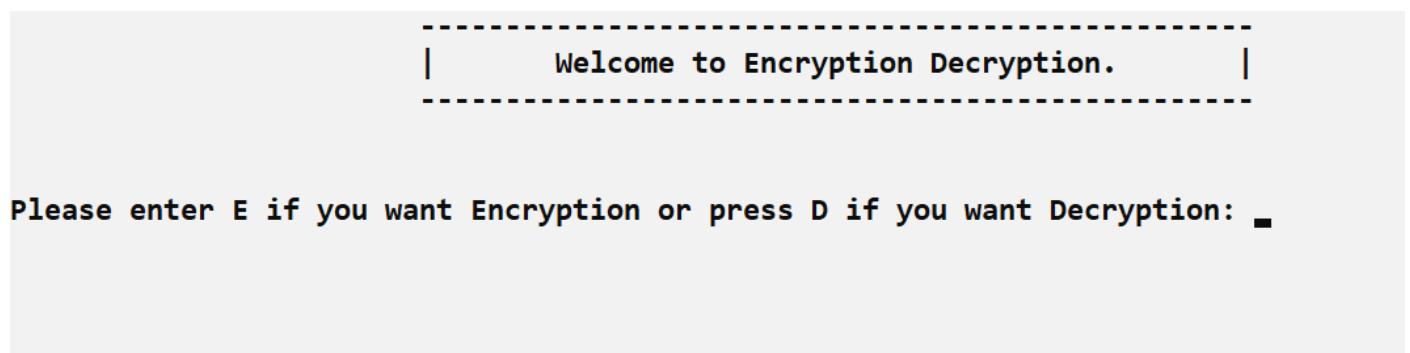 -------------------------------------------------
|       Welcome to Encryption Decryption.       |
-------------------------------------------------
Please enter E if you want Encryption or press D if you want Decryption: _